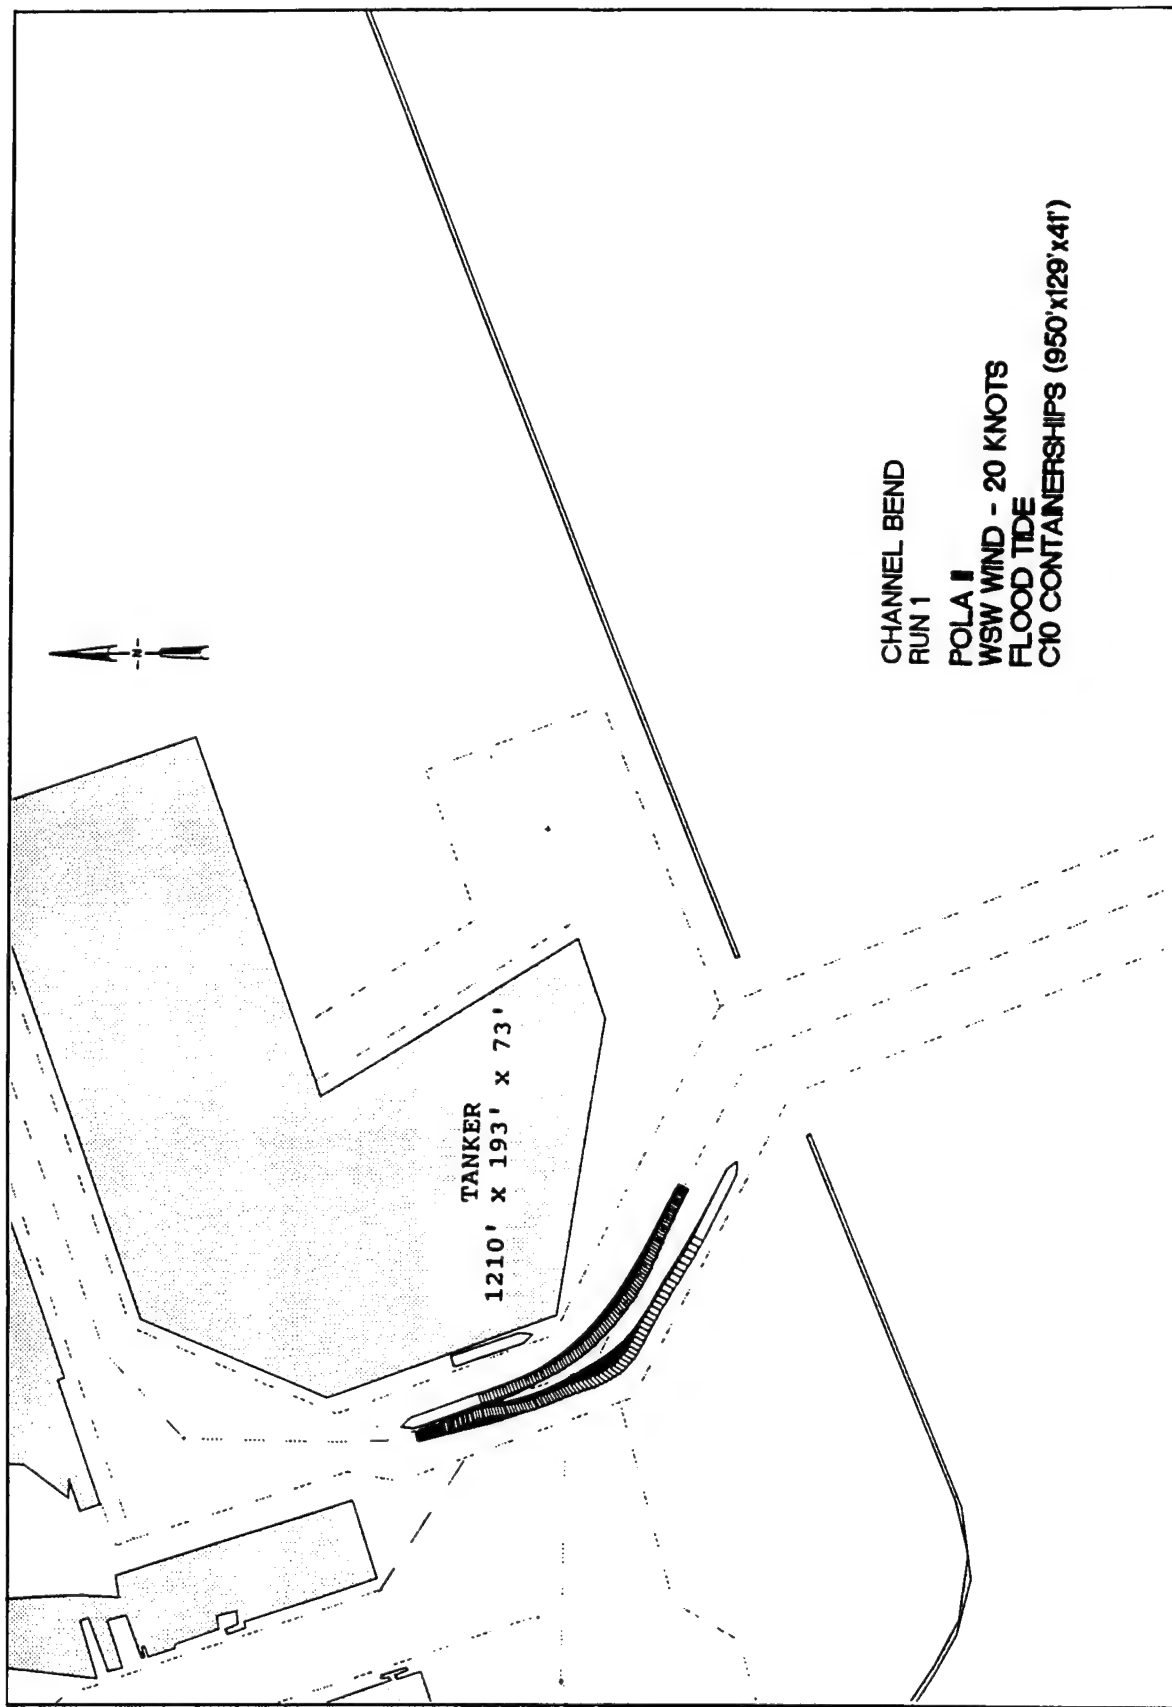 -N-
TANKER
1210' x 193' x 73'
CHANNEL BEND
RUN 1
POLA II
WSW WIND - 20 KNOTS
FLOOD TIDE
C10 CONTAINERSHIPS (950'x129'x41')